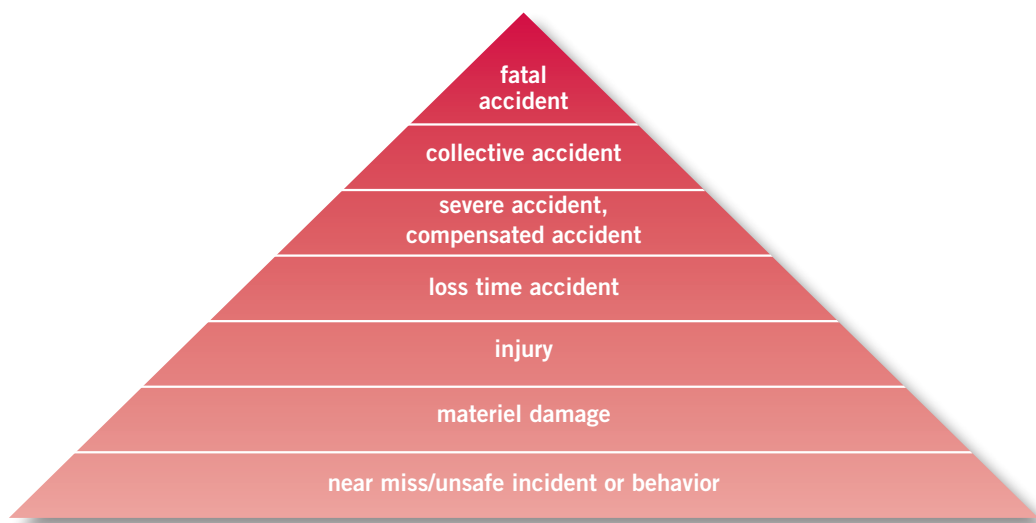 fatal
accident
collective accident
severe accident,
compensated accident
loss time accident
injury
materiel damage
near miss/unsafe incident or behavior